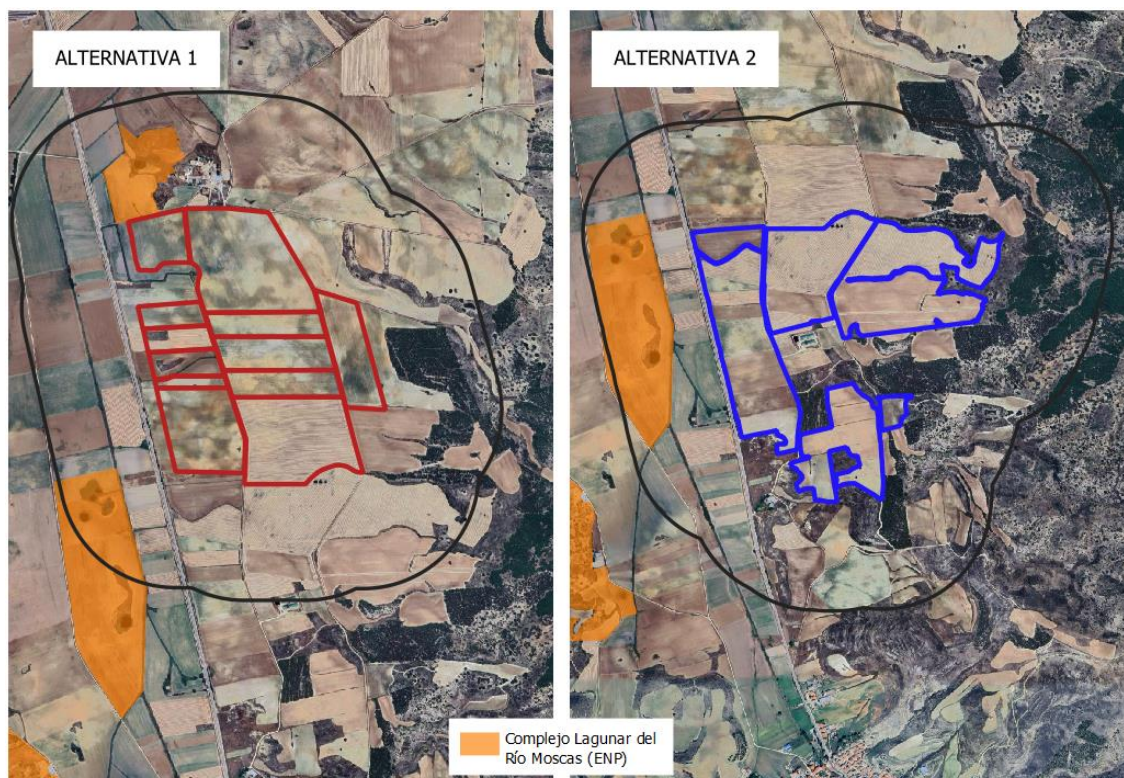 ALTERNATIVA 1
ALTERNATIVA 2
Complejo Lagunar del
Río Moscas (ENP)